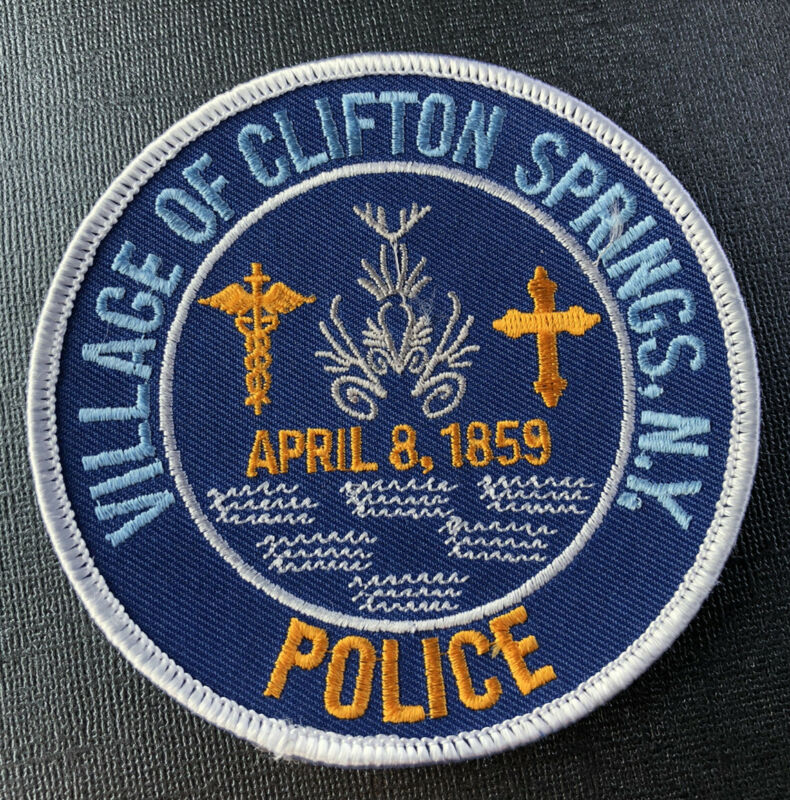 VILLAGE OF CLIFTON SPRINGS, N.Y.
APRIL 8, 1859
POLICE